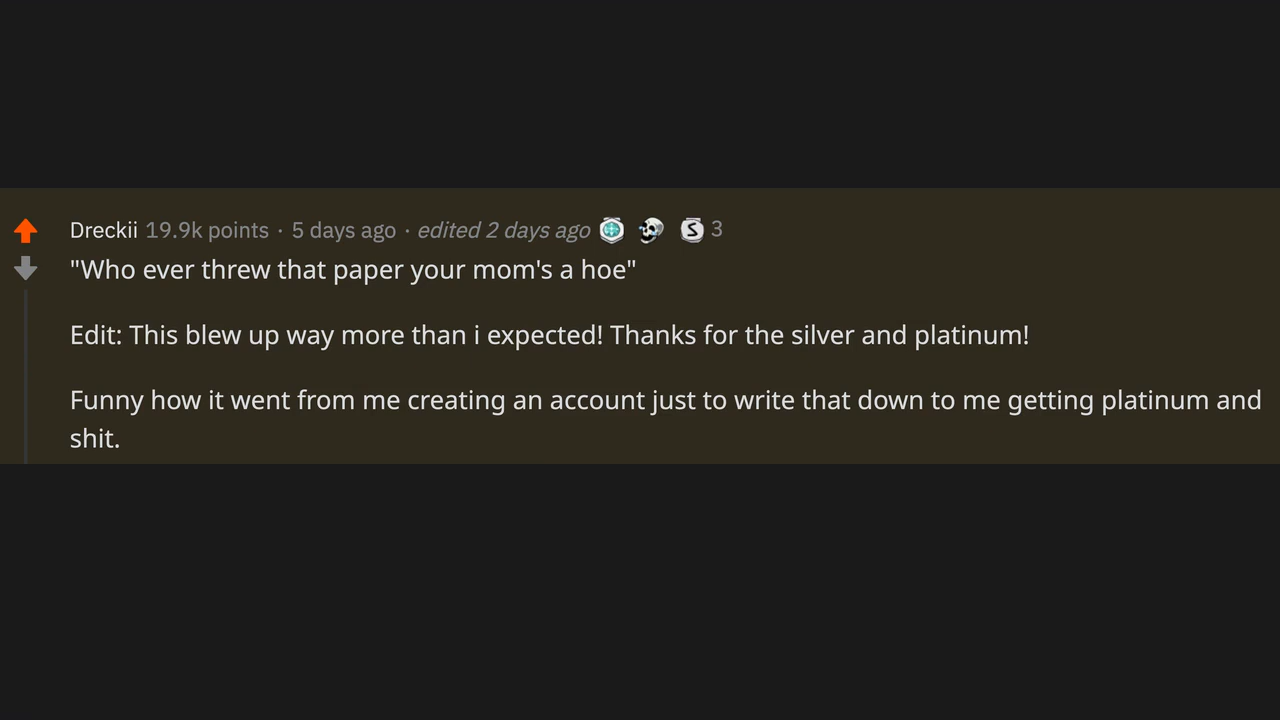 Dreckii 19.9k points · 5 days ago · edited 2 days ago S 3
"Who ever threw that paper your mom's a hoe"
Edit: This blew up way more than i expected! Thanks for the silver and platinum!
Funny how it went from me creating an account just to write that down to me getting platinum and
shit.